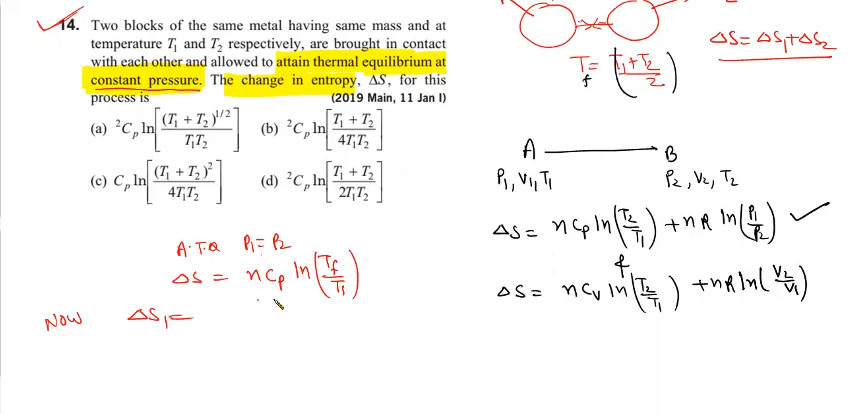 14. Two blocks of the same metal having same mass and at
temperature T₁ and T₂ respectively, are brought in contact
with each other and allowed to attain thermal equilibrium at
constant pressure. The change in entropy, ΔS, for this
process is (2019 Main, 11 Jan I)
(a) ²Cₚ ln[(T₁ + T₂)^1/2 / T₁T₂] (b) ²Cₚ ln[T₁ + T₂ / 4T₁T₂]
(c) Cₚ ln[(T₁ + T₂)² / 4T₁T₂] (d) ²Cₚ ln[T₁ + T₂ / 2T₁T₂]
A.T.Q P₁ = P₂
ΔS = nCp ln(Tf/T₁)
NOW ΔS₁ =
ΔS = ΔS₁ + ΔS₂
Tf = (T₁+T₂/2)
A → B
P₁, V₁, T₁ P₂, V₂, T₂
ΔS = nCp ln(T₂/T₁) + nR ln(P₁/P₂)
&
ΔS = nCv ln(T₂/T₁) + nR ln(V₂/V₁)